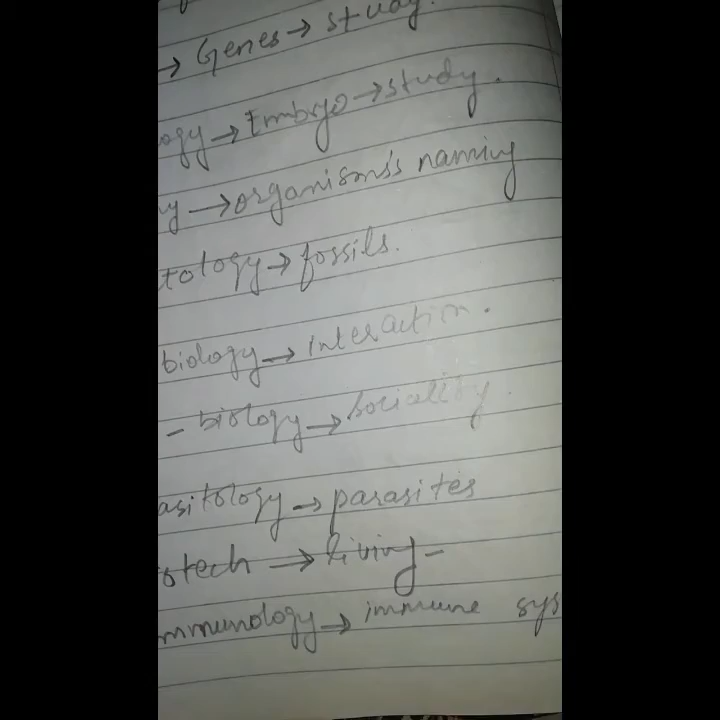 → Genes → study.
ogy → Embryo → study.
y → organisms's naming
tology → fossils.
biology → interaction.
- biology → sociality.
asitology → parasites
otech → living -
mmunology → immune sys